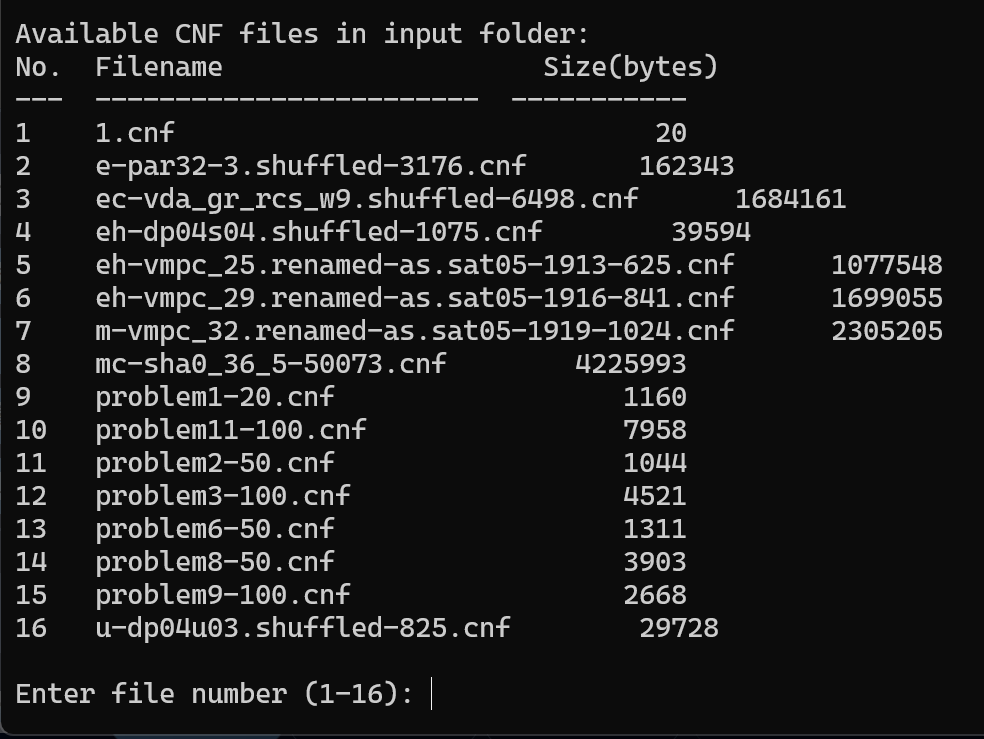 Available CNF files in input folder:
No.  Filename                    Size(bytes)
---  ------------------------  -----------
1    1.cnf                              20
2    e-par32-3.shuffled-3176.cnf       162343
3    ec-vda_gr_rcs_w9.shuffled-6498.cnf      1684161
4    eh-dp04s04.shuffled-1075.cnf        39594
5    eh-vmpc_25.renamed-as.sat05-1913-625.cnf      1077548
6    eh-vmpc_29.renamed-as.sat05-1916-841.cnf      1699055
7    m-vmpc_32.renamed-as.sat05-1919-1024.cnf      2305205
8    mc-sha0_36_5-50073.cnf        4225993
9    problem1-20.cnf                  1160
10   problem11-100.cnf                7958
11   problem2-50.cnf                  1044
12   problem3-100.cnf                 4521
13   problem6-50.cnf                  1311
14   problem8-50.cnf                  3903
15   problem9-100.cnf                 2668
16   u-dp04u03.shuffled-825.cnf        29728
Enter file number (1-16):